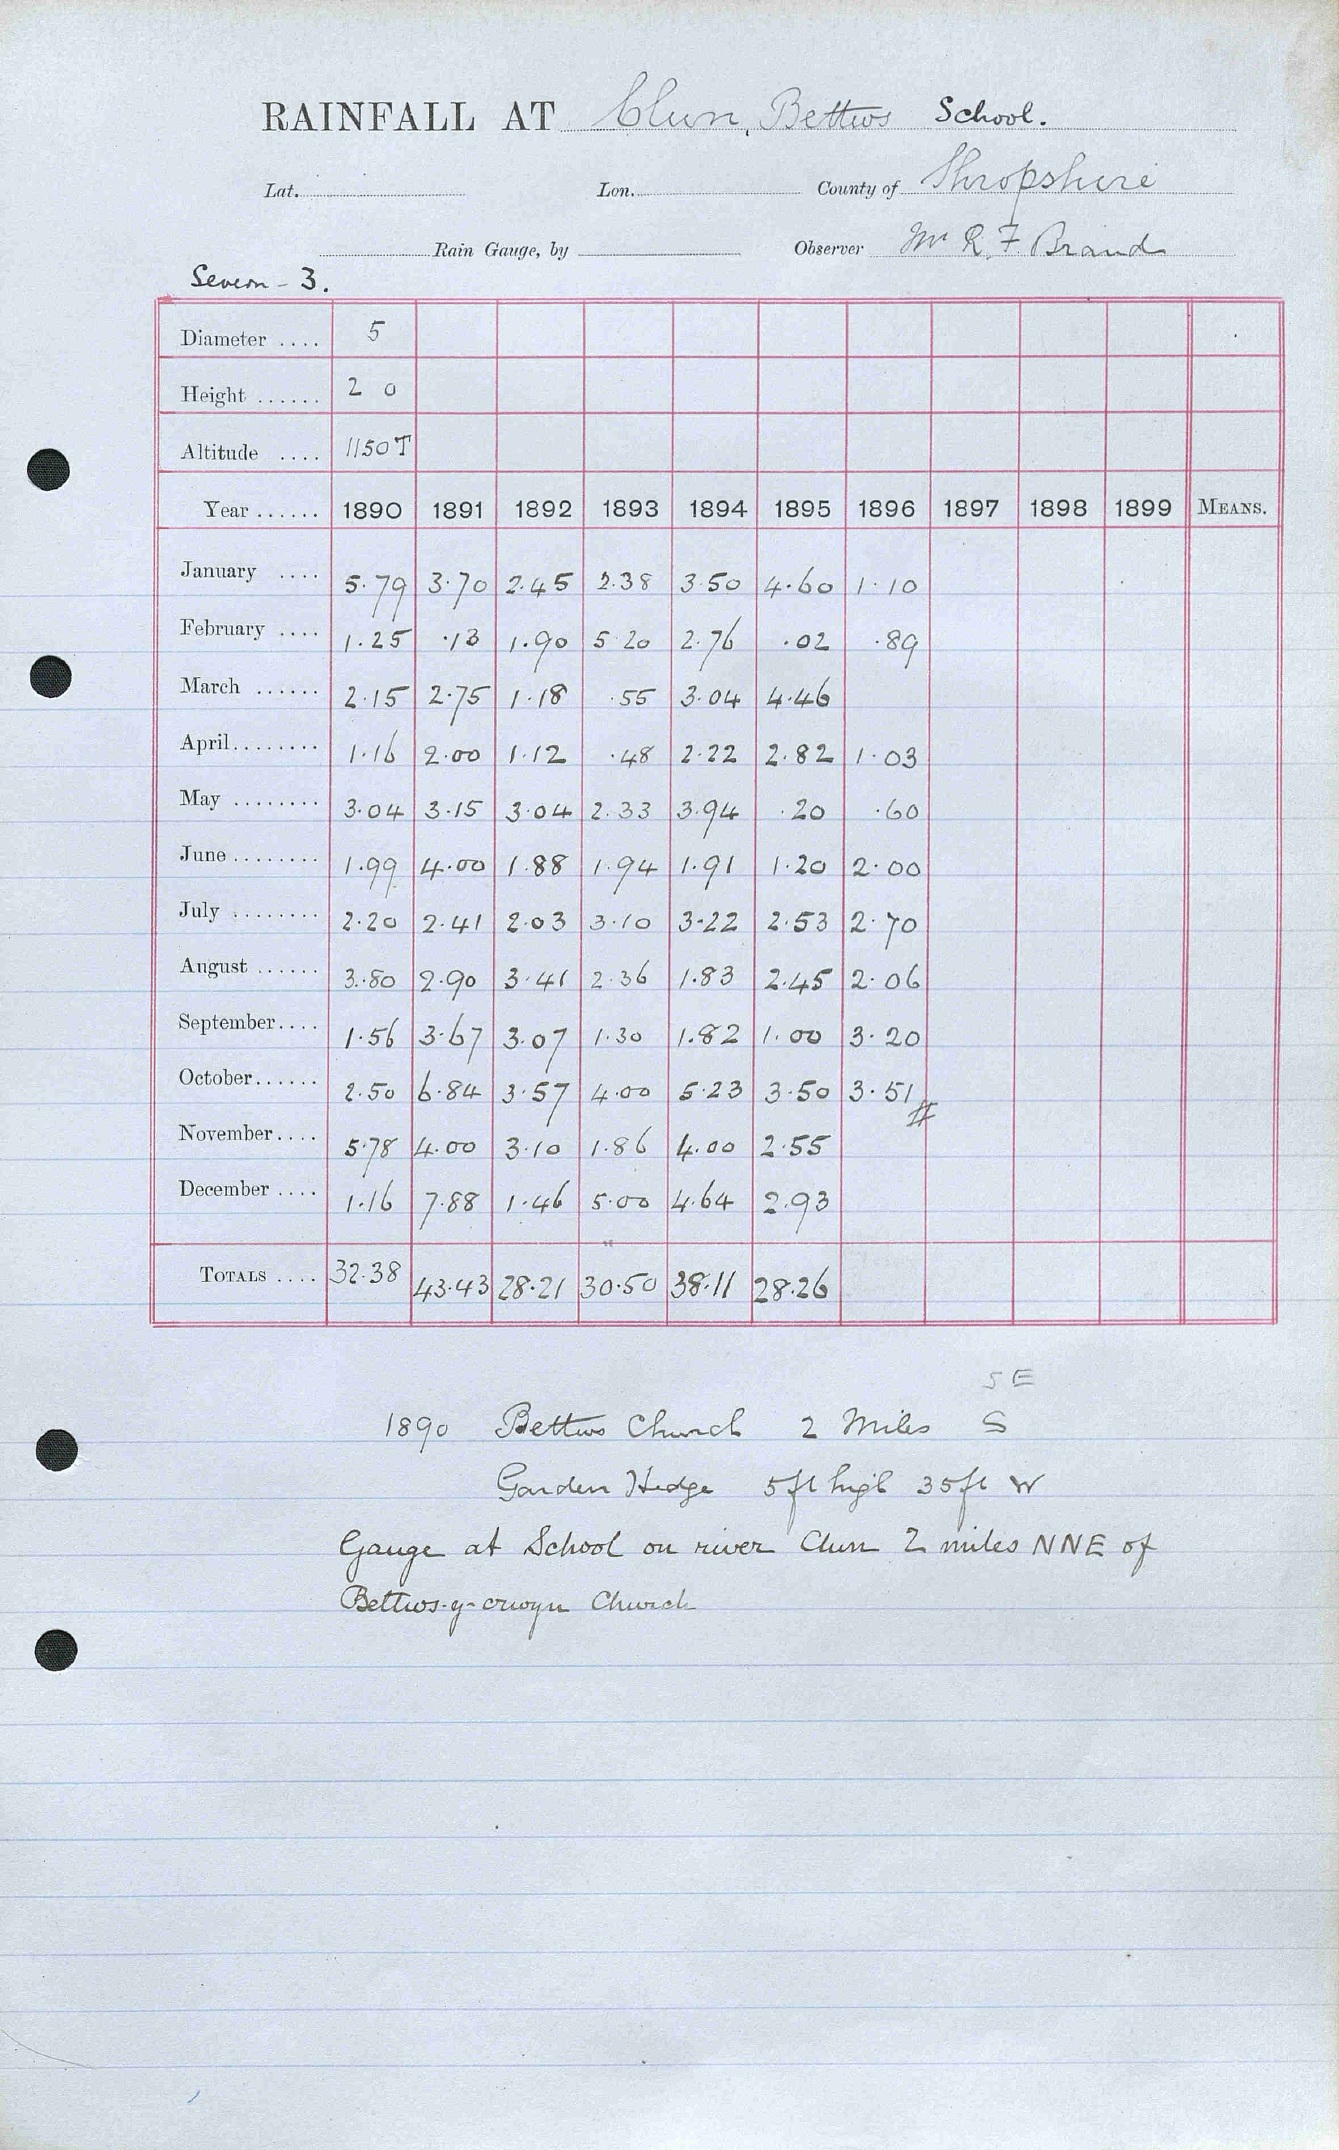 RAINFALL AT Clun, Bettws School.
Lat. Lon. County of Shropshire
Rain Gauge, by Observer Mr R. F. Brand
Severn - 3.
Diameter .... 5
Height ...... 2 0
Altitude .... 1150T
Year ...... 1890 1891 1892 1893 1894 1895 1896 1897 1898 1899 MEANS.
January .... 5.79 3.70 2.45 2.38 3.50 4.60 1.10
February .... 1.25 .13 1.90 5.20 2.76 .02 .89
March ...... 2.15 2.75 1.18 .55 3.04 4.46
April........ 1.16 2.00 1.12 .48 2.22 2.82 1.03
May ........ 3.04 3.15 3.04 2.33 3.94 .20 .60
June ........ 1.99 4.00 1.88 1.94 1.91 1.20 2.00
July ........ 2.20 2.41 2.03 3.10 3.22 2.53 2.70
August ...... 3.80 2.90 3.41 2.36 1.83 2.45 2.06
September.... 1.56 3.67 3.07 1.30 1.82 1.00 3.20
October...... 2.50 6.84 3.57 4.00 5.23 3.50 3.51 #
November.... 5.78 4.00 3.10 1.86 4.00 2.55
December .... 1.16 7.88 1.46 5.00 4.64 2.93
TOTALS .... 32.38 43.43 28.21 30.50 38.11 28.26
SE
1890 Bettws Church 2 Miles S
Garden Hedge 5ft high 35ft W
Gauge at School on river Clun 2 miles NNE of
Bettws-y-crwyn Church